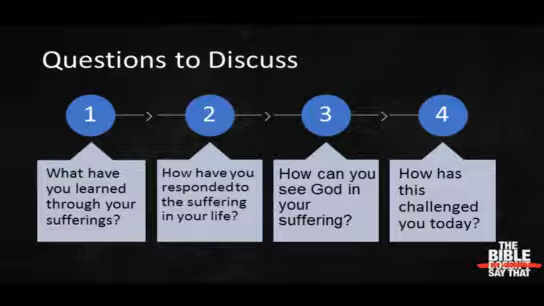 Questions to Discuss
1
2
3
4
What have
you learned
through your
sufferings?
How have you
responded to
the suffering
in your life?
How can you
see God in
your
suffering?
How has
this
challenged
you today?
THE
BIBLE
DOESN'T
SAY THAT